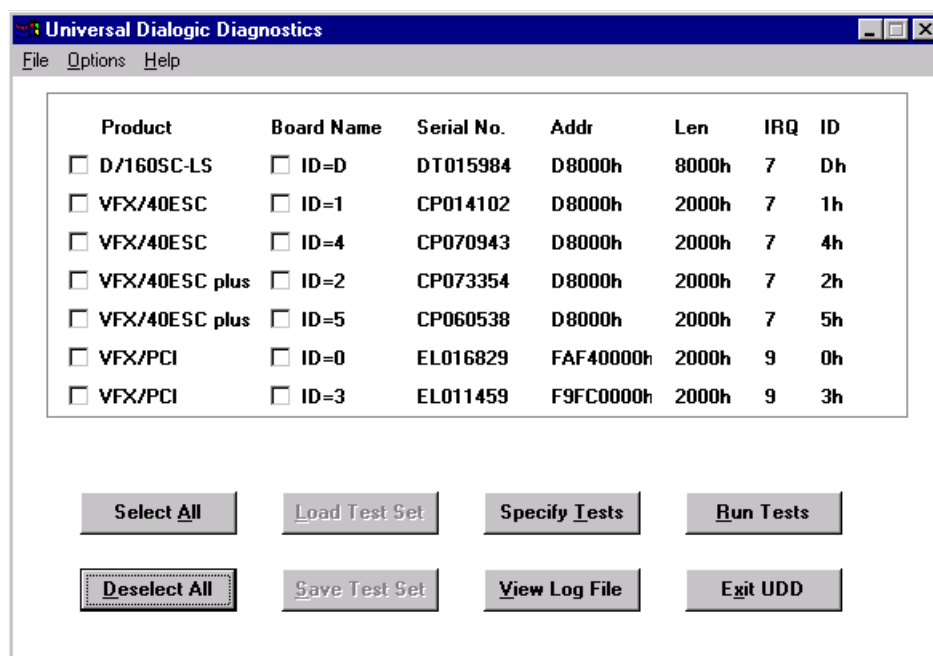 Universal Dialogic Diagnostics
File Options Help
Product Board Name Serial No. Addr Len IRQ ID
D/160SC-LS ID=D DT015984 D8000h 8000h 7 Dh
VFX/40ESC ID=1 CP014102 D8000h 2000h 7 1h
VFX/40ESC ID=4 CP070943 D8000h 2000h 7 4h
VFX/40ESC plus ID=2 CP073354 D8000h 2000h 7 2h
VFX/40ESC plus ID=5 CP060538 D8000h 2000h 7 5h
VFX/PCI ID=0 EL016829 FAF40000h 2000h 9 0h
VFX/PCI ID=3 EL011459 F9FC0000h 2000h 9 3h
Select All Load Test Set Specify Tests Run Tests
Deselect All Save Test Set View Log File Exit UDD